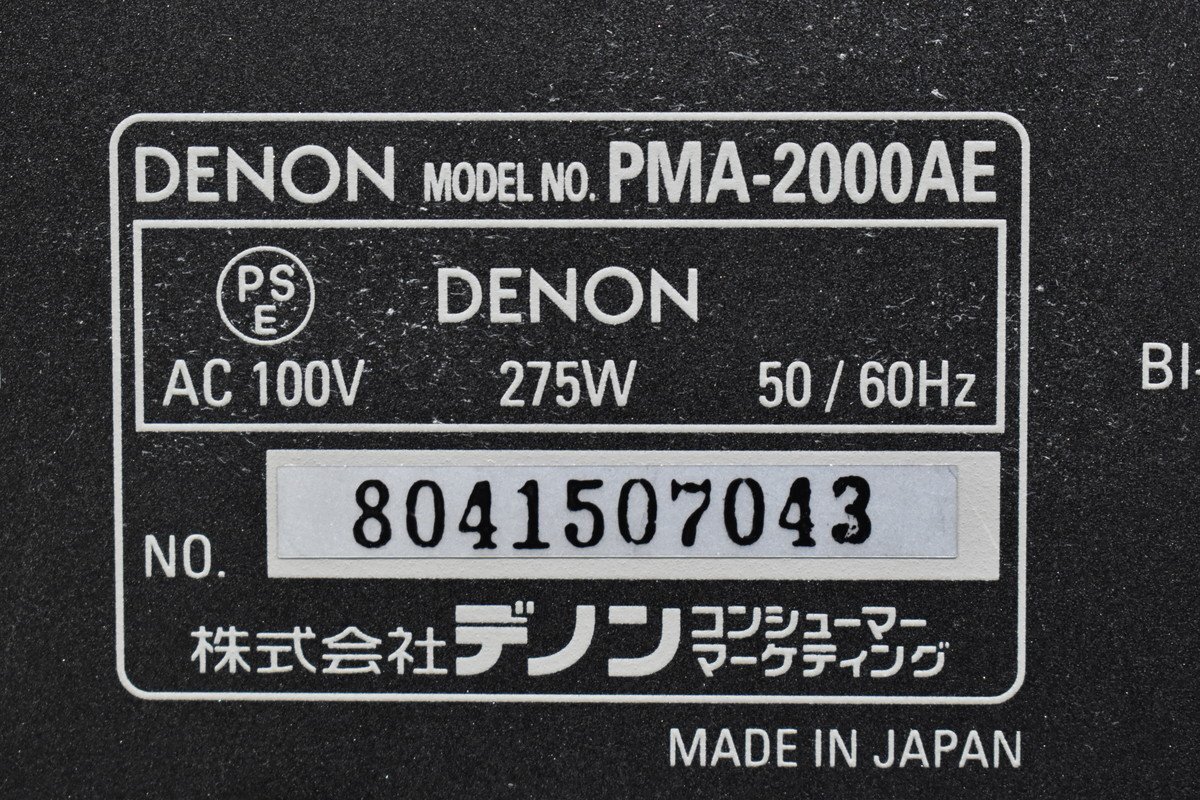 DENON MODEL NO. PMA-2000AE
PS
E
DENON
AC 100V 275W 50 / 60Hz
BI-
NO. 8041507043
株式会社デノン コンシューマー
マーケティング
MADE IN JAPAN